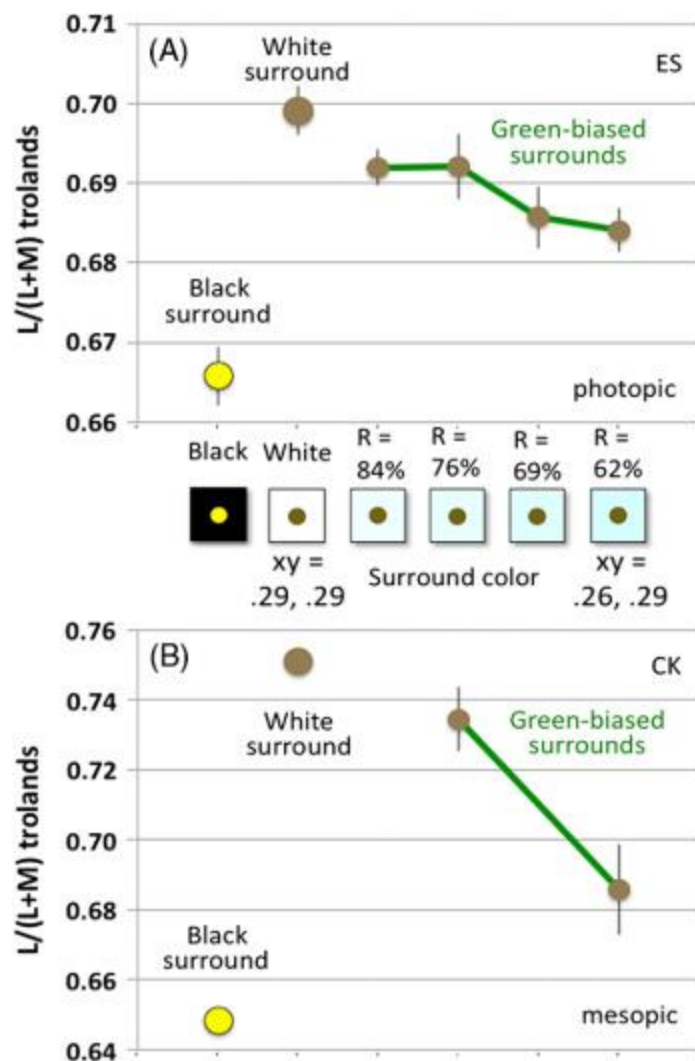 0.71
(A)
White
surround
ES
0.70
Green-biased
surrounds
0.69
0.68
Black
surround
0.67
photopic
0.66
L/(L+M) trolands
Black
White
R =
84%
R =
76%
R =
69%
R =
62%
xy =
.29, .29
Surround color
xy =
.26, .29
0.76
(B)
CK
0.74
White
surround
Green-biased
surrounds
0.72
0.70
0.68
Black
surround
0.66
mesopic
0.64
L/(L+M) trolands